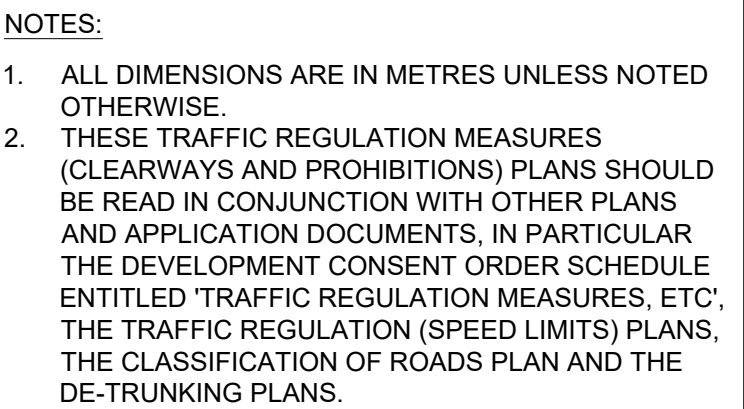 NOTES:
1. ALL DIMENSIONS ARE IN METRES UNLESS NOTED
OTHERWISE.
2. THESE TRAFFIC REGULATION MEASURES
(CLEARWAYS AND PROHIBITIONS) PLANS SHOULD
BE READ IN CONJUNCTION WITH OTHER PLANS
AND APPLICATION DOCUMENTS, IN PARTICULAR
THE DEVELOPMENT CONSENT ORDER SCHEDULE
ENTITLED 'TRAFFIC REGULATION MEASURES, ETC',
THE TRAFFIC REGULATION (SPEED LIMITS) PLANS,
THE CLASSIFICATION OF ROADS PLAN AND THE
DE-TRUNKING PLANS.